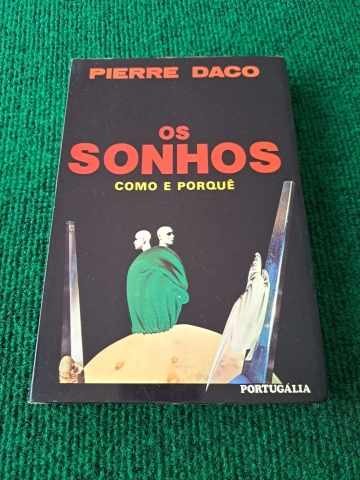 PIERRE DACO
OS
SONHOS
COMO E PORQUÊ
PORTUGÁLIA